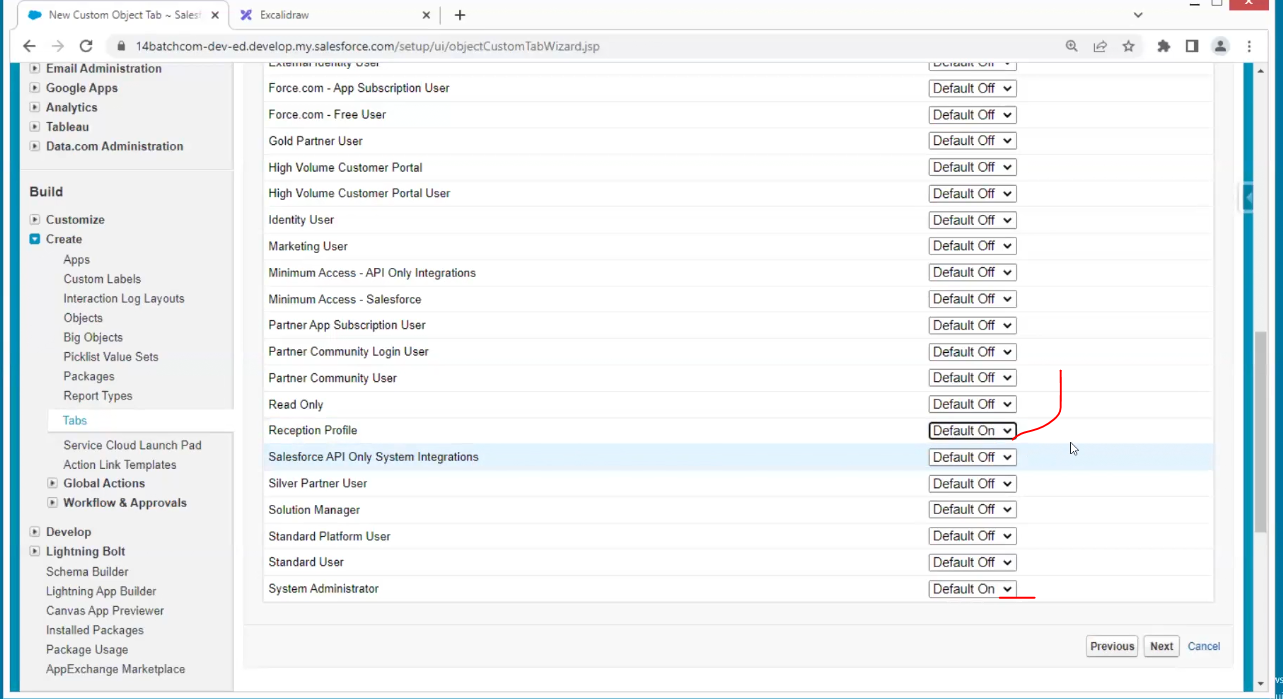 New Custom Object Tab ~ Sales
Excalidraw
14batchcom-dev-ed.develop.my.salesforce.com/setup/ui/objectCustomTabWizard.jsp
Email Administration
Google Apps
Analytics
Tableau
Data.com Administration
Build
Customize
Create
Apps
Custom Labels
Interaction Log Layouts
Objects
Big Objects
Picklist Value Sets
Packages
Report Types
Tabs
Service Cloud Launch Pad
Action Link Templates
Global Actions
Workflow & Approvals
Develop
Lightning Bolt
Schema Builder
Lightning App Builder
Canvas App Previewer
Installed Packages
Package Usage
AppExchange Marketplace
External Identity User Default Off
Force.com - App Subscription User Default Off
Force.com - Free User Default Off
Gold Partner User Default Off
High Volume Customer Portal Default Off
High Volume Customer Portal User Default Off
Identity User Default Off
Marketing User Default Off
Minimum Access - API Only Integrations Default Off
Minimum Access - Salesforce Default Off
Partner App Subscription User Default Off
Partner Community Login User Default Off
Partner Community User Default Off
Read Only Default Off
Reception Profile Default On
Salesforce API Only System Integrations Default Off
Silver Partner User Default Off
Solution Manager Default Off
Standard Platform User Default Off
Standard User Default Off
System Administrator Default On
Previous Next Cancel